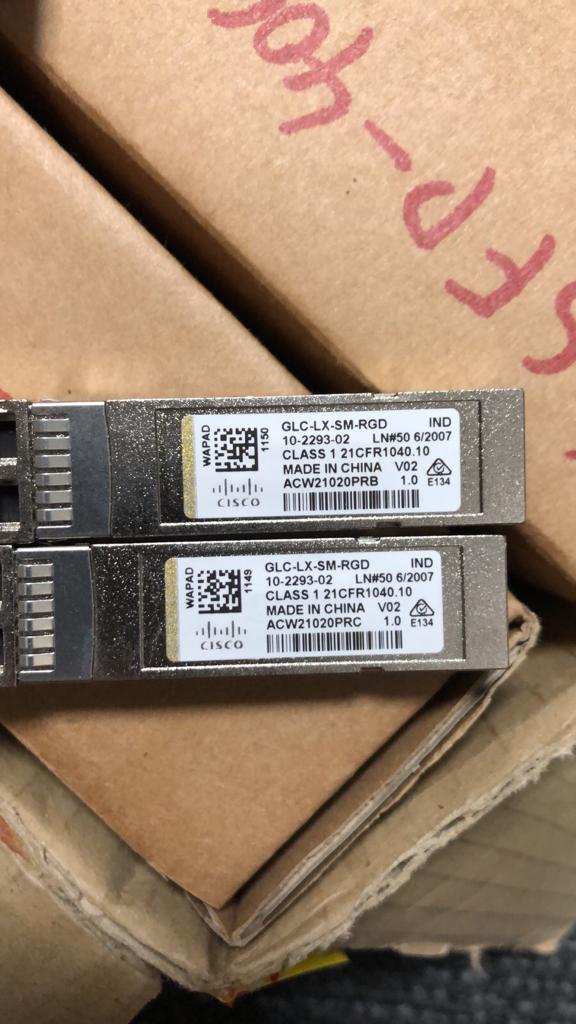 SFP-40
GLC-LX-SM-RGD IND
10-2293-02 LN#50 6/2007
CLASS 1 21CFR1040.10
MADE IN CHINA V02
ACW21020PRB 1.0 E134
WAPAD
1150
CISCO
GLC-LX-SM-RGD IND
10-2293-02 LN#50 6/2007
CLASS 1 21CFR1040.10
MADE IN CHINA V02
ACW21020PRC 1.0 E134
WAPAD
1149
CISCO